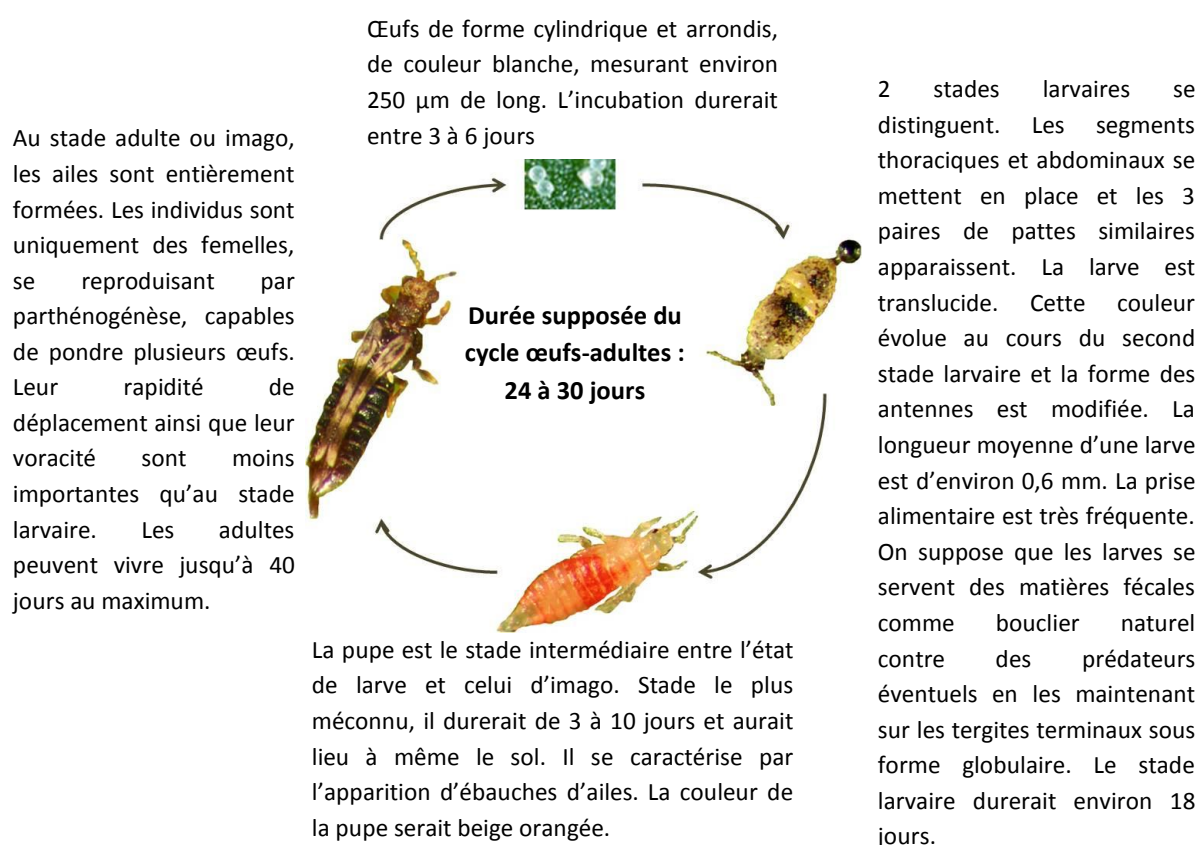 Œufs de forme cylindrique et arrondis,
de couleur blanche, mesurant environ
250 µm de long. L’incubation durerait
entre 3 à 6 jours
2 stades larvaires se
distinguent. Les segments
thoraciques et abdominaux se
mettent en place et les 3
paires de pattes similaires
apparaissent. La larve est
translucide. Cette couleur
évolue au cours du second
stade larvaire et la forme des
antennes est modifiée. La
longueur moyenne d’une larve
est d’environ 0,6 mm. La prise
alimentaire est très fréquente.
On suppose que les larves se
servent des matières fécales
comme bouclier naturel
contre des prédateurs
éventuels en les maintenant
sur les tergites terminaux sous
forme globulaire. Le stade
larvaire durerait environ 18
jours.
Au stade adulte ou imago,
les ailes sont entièrement
formées. Les individus sont
uniquement des femelles,
se reproduisant par
parthénogénèse, capables
de pondre plusieurs œufs.
Leur rapidité de
déplacement ainsi que leur
voracité sont moins
importantes qu’au stade
larvaire. Les adultes
peuvent vivre jusqu’à 40
jours au maximum.
Durée supposée du
cycle œufs-adultes :
24 à 30 jours
La pupe est le stade intermédiaire entre l’état
de larve et celui d’imago. Stade le plus
méconnu, il durerait de 3 à 10 jours et aurait
lieu à même le sol. Il se caractérise par
l’apparition d’ébauches d’ailes. La couleur de
la pupe serait beige orangée.